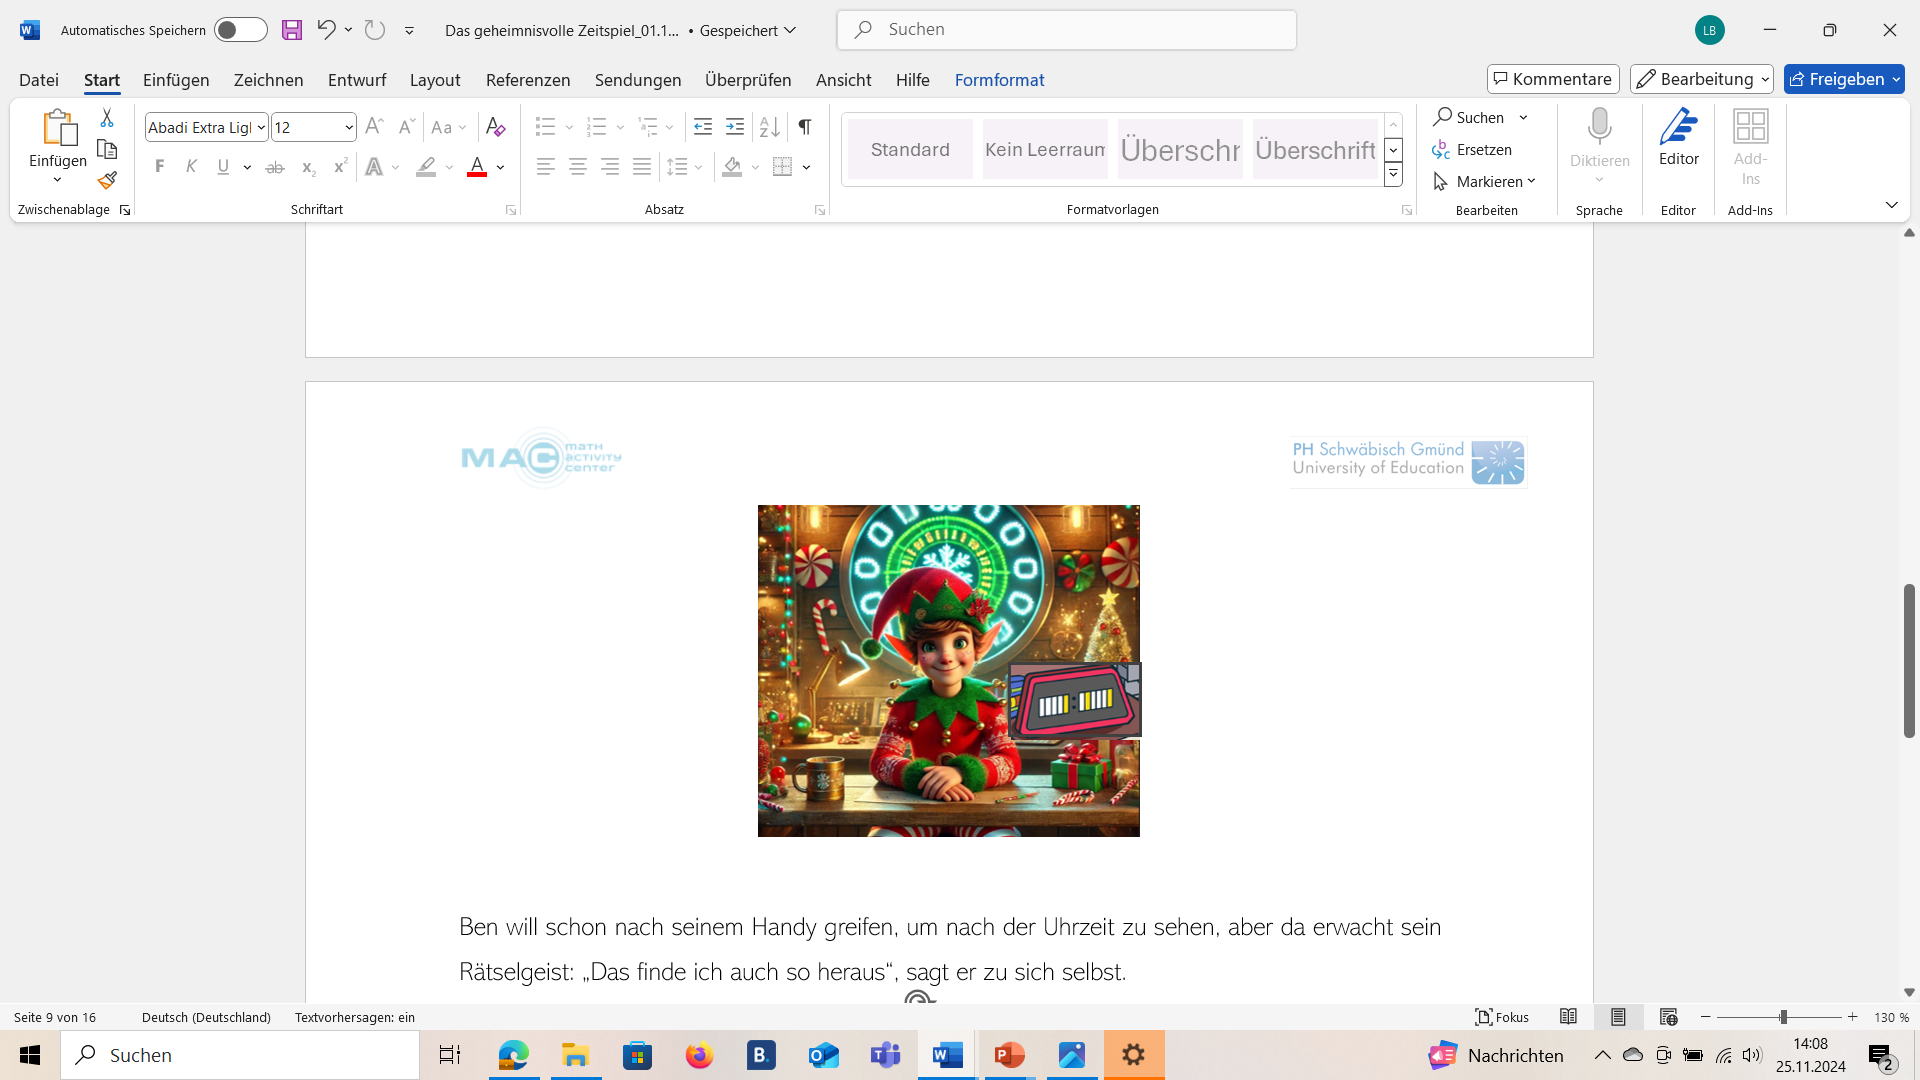 Automatisches Speichern
Das geheimnisvolle Zeitspiel_01.1... • Gespeichert
Suchen
LB
Datei Start Einfügen Zeichnen Entwurf Layout Referenzen Sendungen Überprüfen Ansicht Hilfe Formformat
Kommentare Bearbeitung Freigeben
Einfügen
Zwischenablage
Abadi Extra Ligl 12
F K U ab x₂ x² A A
Aa
Schriftart
Absatz
Standard Kein Leerraum Überschr Überschrift
Formatvorlagen
Suchen
Ersetzen
Markieren
Bearbeiten
Diktieren
Sprache
Editor
Editor
Add-
Ins
Add-Ins
MAC math
activity
center
PH Schwäbisch Gmünd
University of Education
Ben will schon nach seinem Handy greifen, um nach der Uhrzeit zu sehen, aber da erwacht sein
Rätselgeist: „Das finde ich auch so heraus“, sagt er zu sich selbst.
Seite 9 von 16 Deutsch (Deutschland) Textvorhersagen: ein
Fokus
130 %
Suchen
Nachrichten
14:08
25.11.2024
2